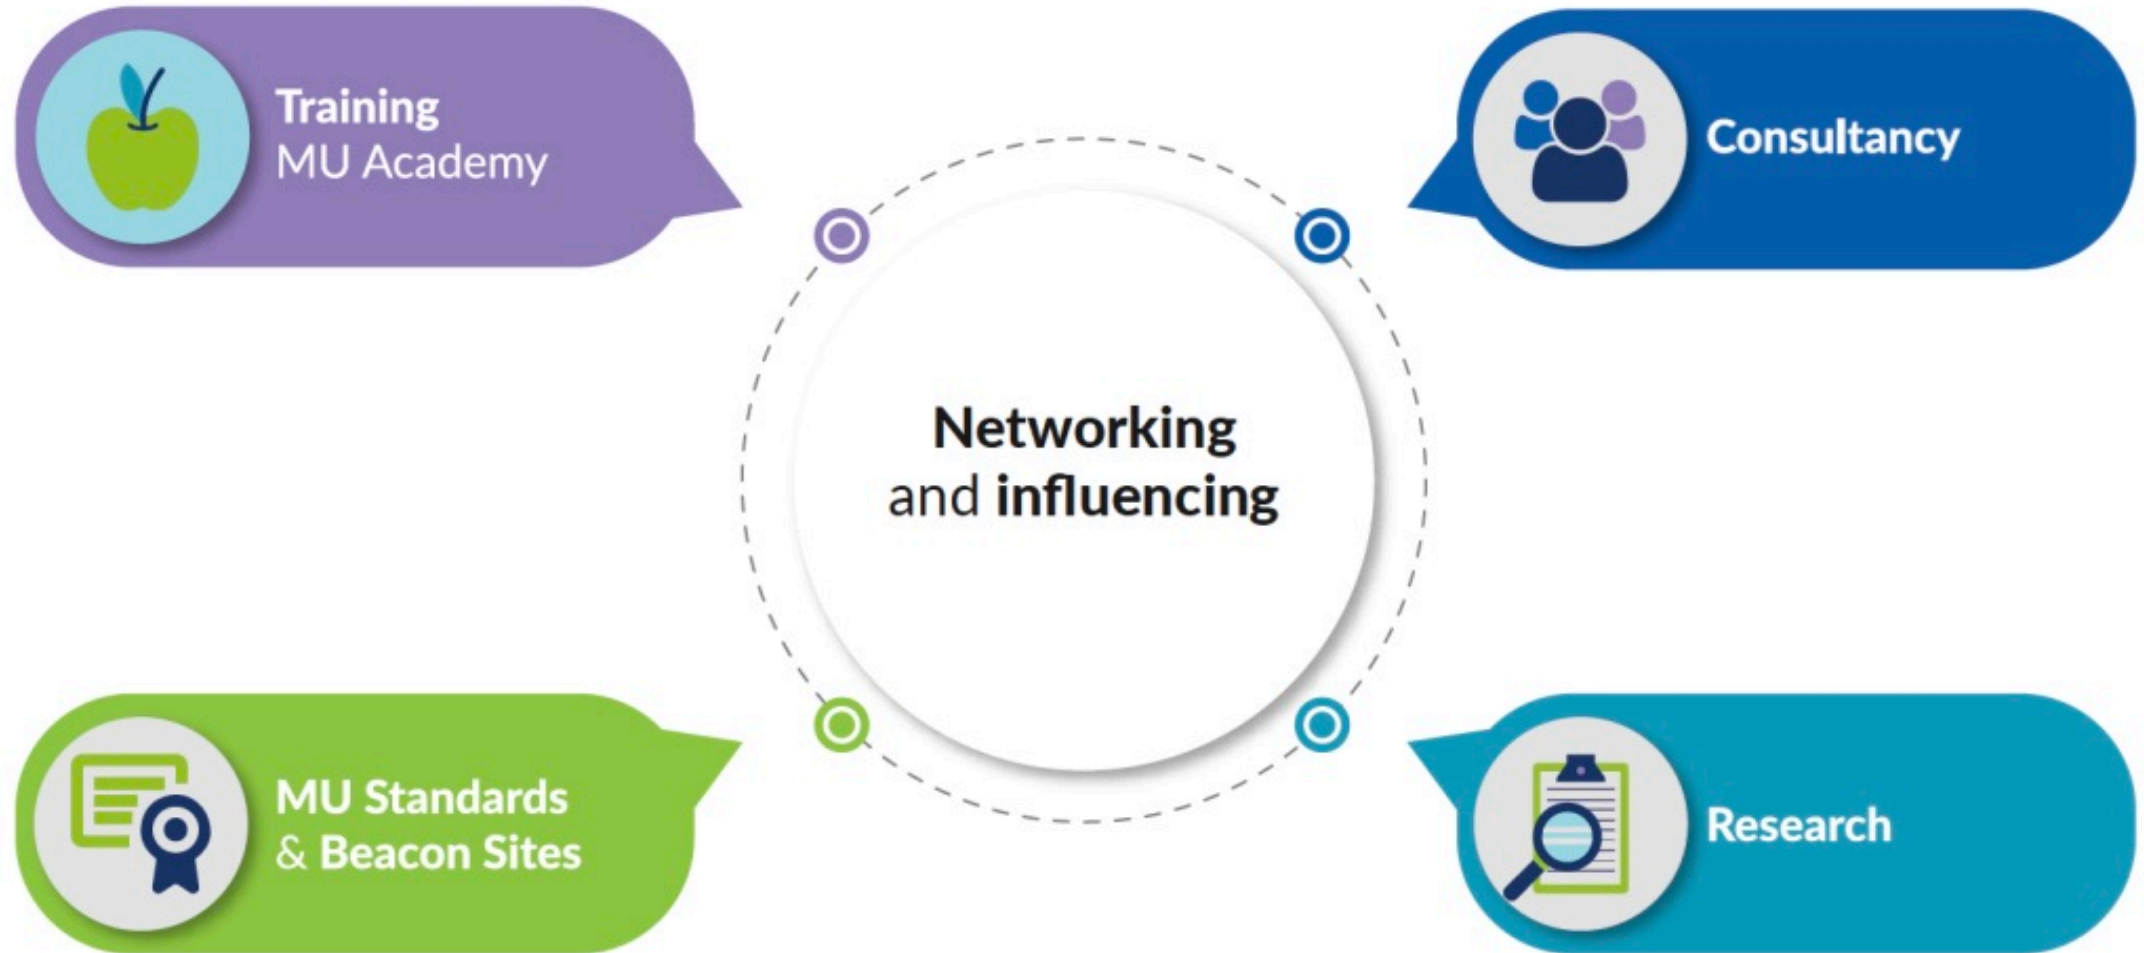 Training
MU Academy
Consultancy
Networking
and influencing
MU Standards
& Beacon Sites
Research